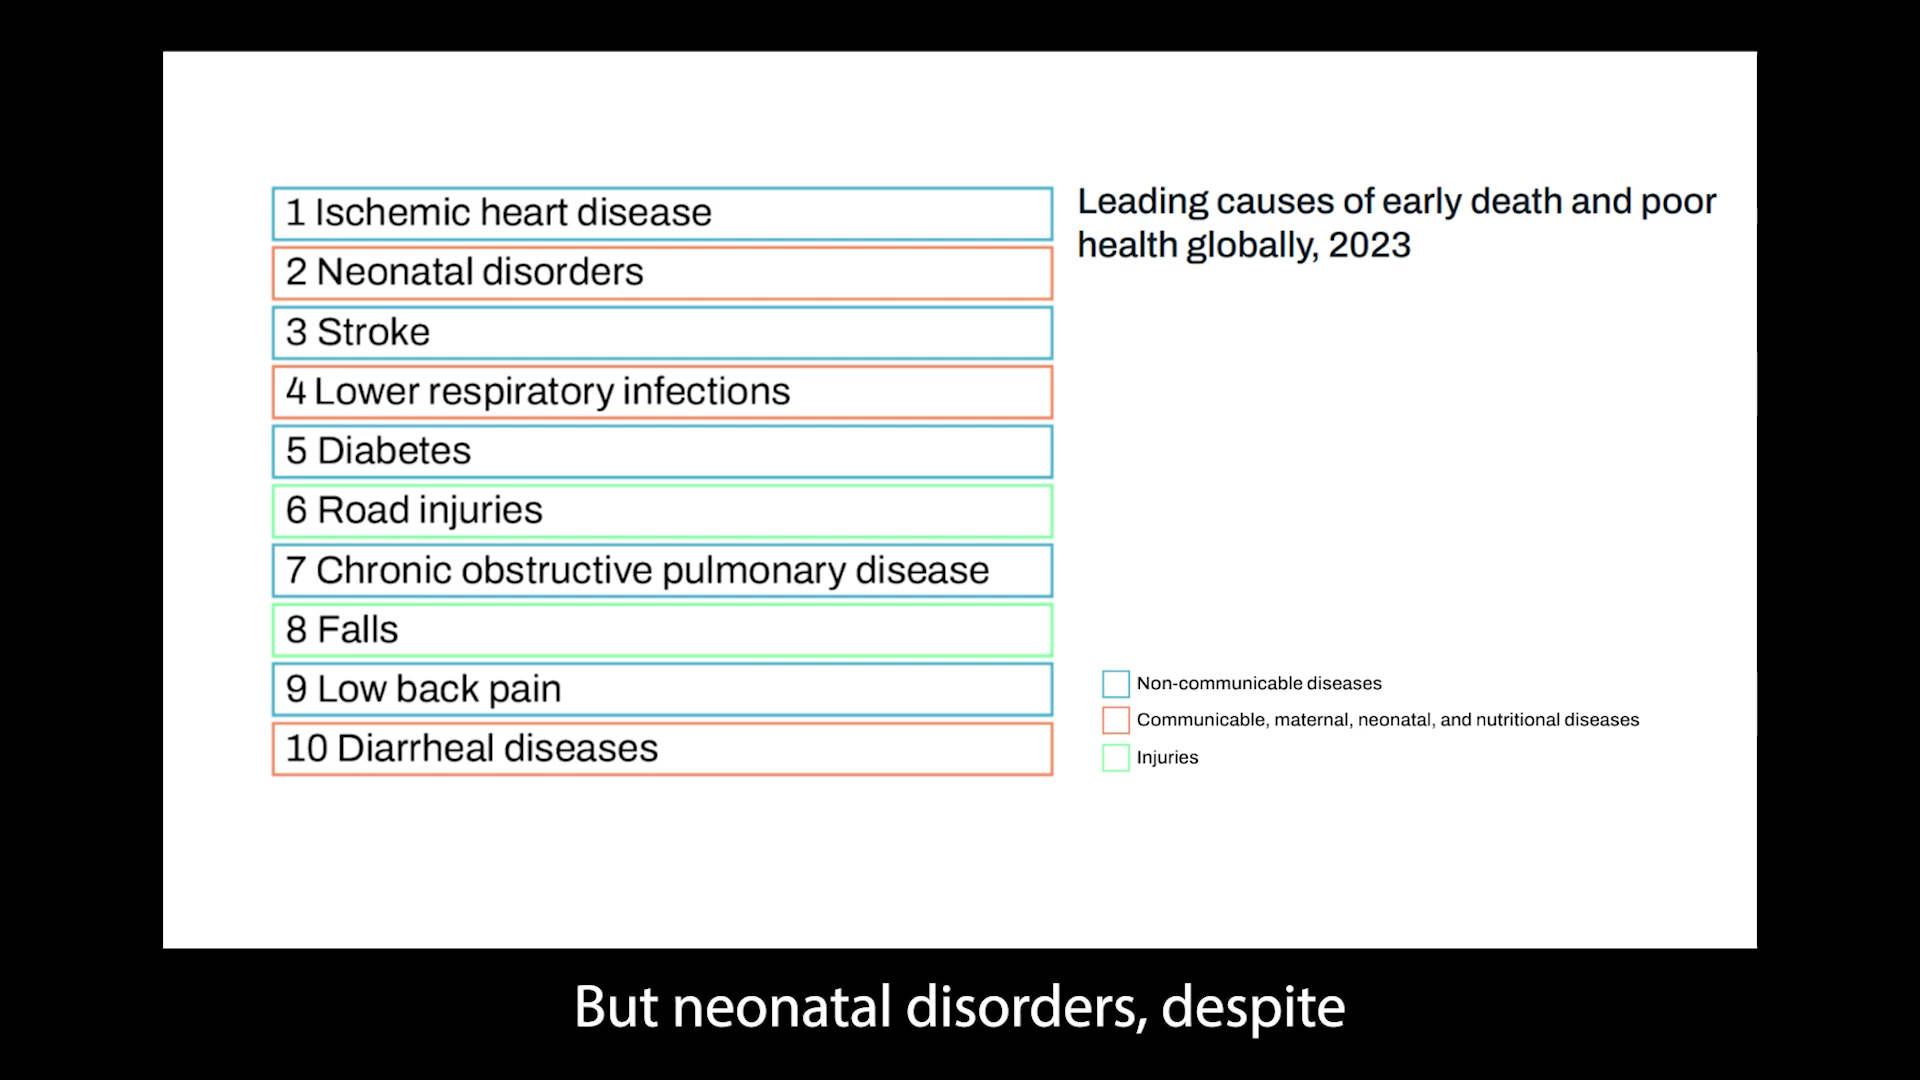 1 Ischemic heart disease
2 Neonatal disorders
3 Stroke
4 Lower respiratory infections
5 Diabetes
6 Road injuries
7 Chronic obstructive pulmonary disease
8 Falls
9 Low back pain
10 Diarrheal diseases
Leading causes of early death and poor
health globally, 2023
Non-communicable diseases
Communicable, maternal, neonatal, and nutritional diseases
Injuries
But neonatal disorders, despite